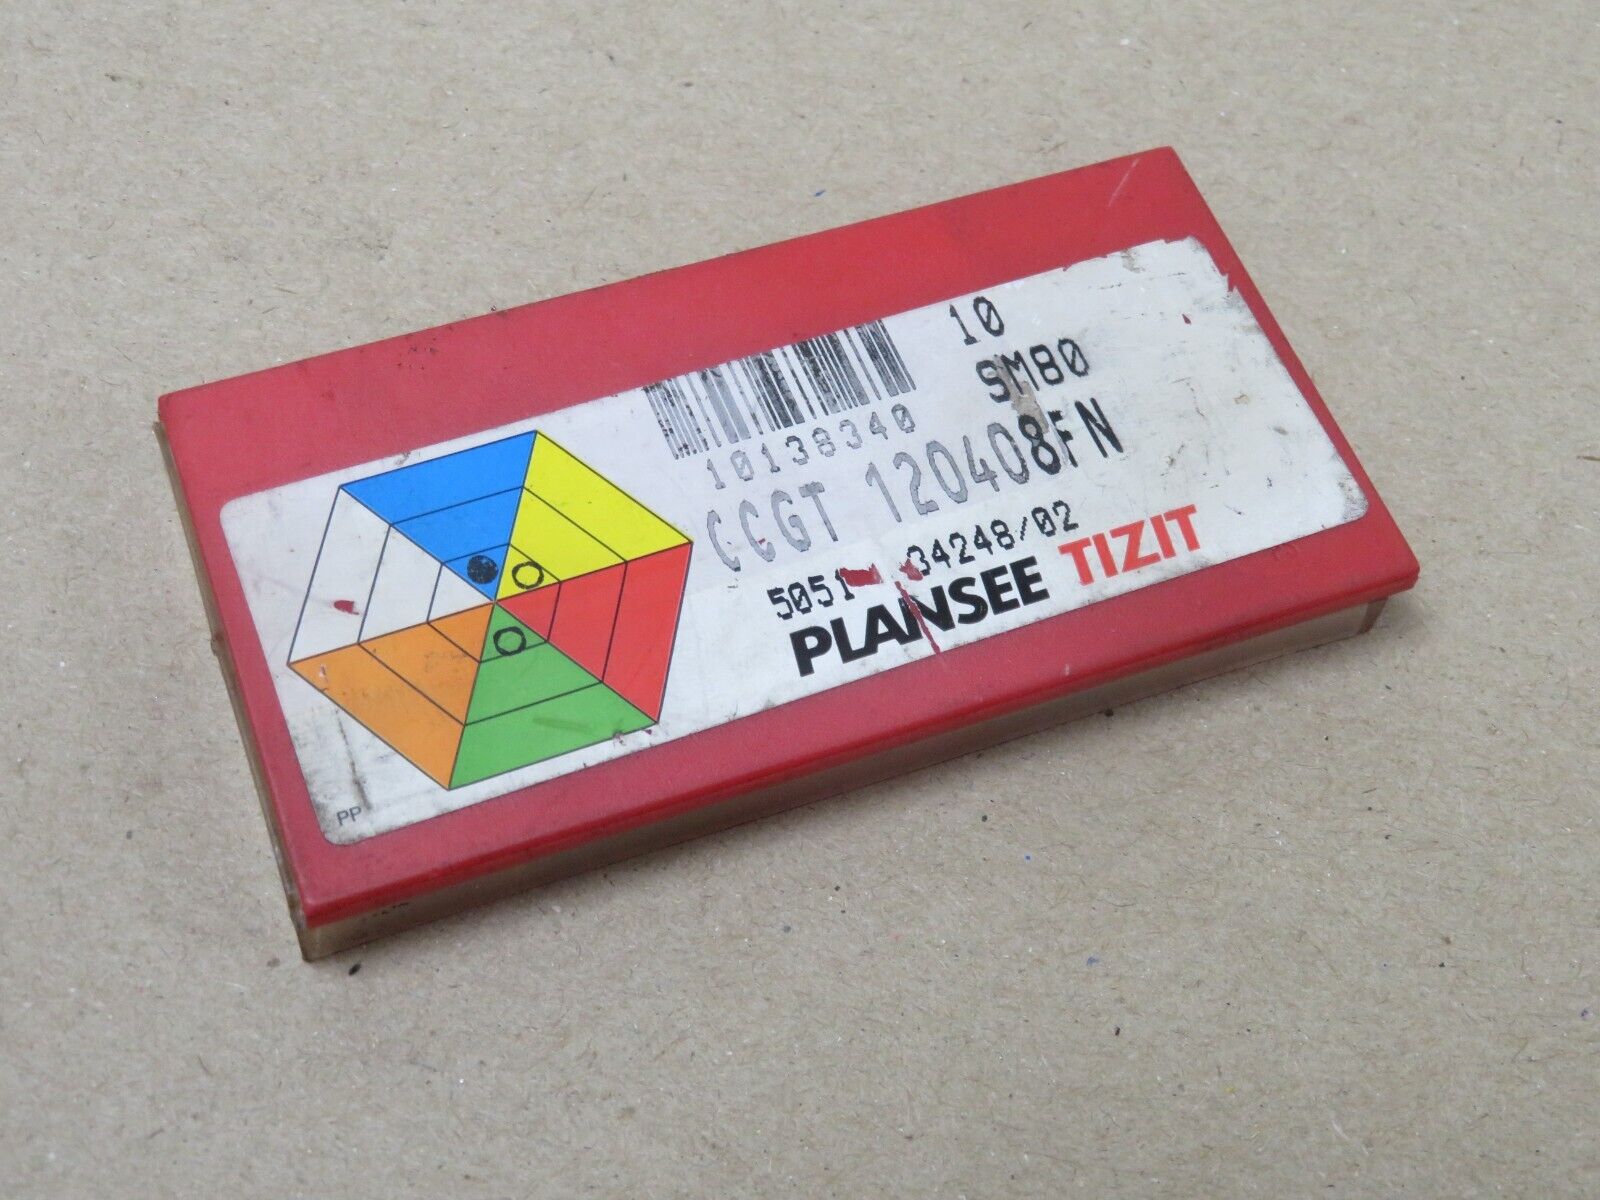 10
SM80
10138340
CCGT 120408FN
5051 34248/02
PLANSEE TIZIT
PP